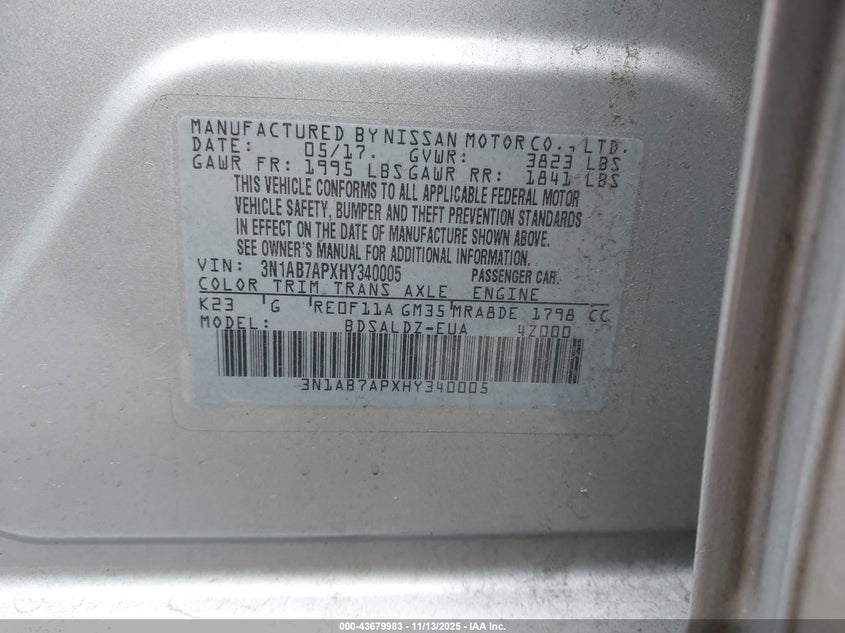 MANUFACTURED BY NISSAN MOTOR CO., LTD.
DATE: 05/17. GVWR: 3823 LBS
GAWR FR: 1995 LBS GAWR RR: 1841 LBS
THIS VEHICLE CONFORMS TO ALL APPLICABLE FEDERAL MOTOR
VEHICLE SAFETY, BUMPER AND THEFT PREVENTION STANDARDS
IN EFFECT ON THE DATE OF MANUFACTURE SHOWN ABOVE.
SEE OWNER'S MANUAL FOR ADDITIONAL INFORMATION.
VIN: 3N1AB7APXHY340005 PASSENGER CAR.
COLOR TRIM TRANS AXLE ENGINE
K23 G RE0F11A GM35 MRA8DE 1798 CC
MODEL: BDSALDZ-EUA 4Z000
3N1AB7APXHY340005
000-43679983 - 11/13/2025 - IAA Inc.